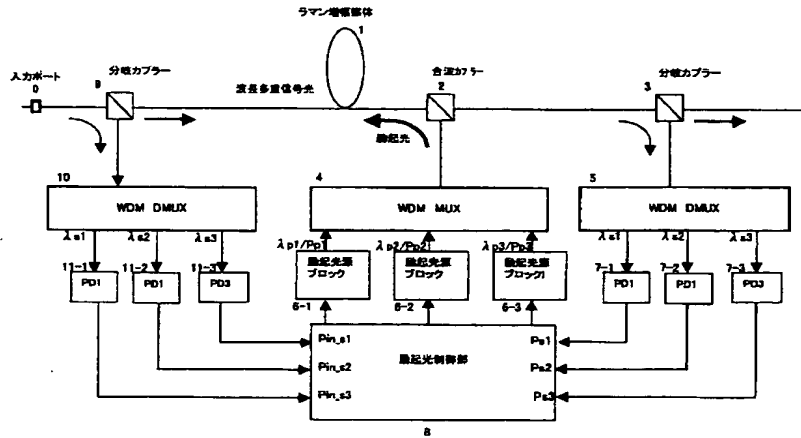 ラマン増幅媒体
1
入力ポート
0
分岐カプラー
9
波長多重信号光
合波カプラー
2
分岐カプラー
3
励起光
10
WDM DMUX
4
WDM MUX
5
WDM DMUX
λs1
λs2
λs3
λp1/Pp1
λp2/Pp2
λp3/Pp3
λs1
λs2
λs3
11-1
PD1
11-2
PD1
11-3
PD3
励起光源
ブロック
励起光源
ブロック
励起光源
ブロック1
7-1
PD1
7-2
PD1
7-3
PD3
6-1
6-2
6-3
Pin_s1
Pin_s2
Pin_s3
励起光制御部
Ps1
Ps2
Ps3
8